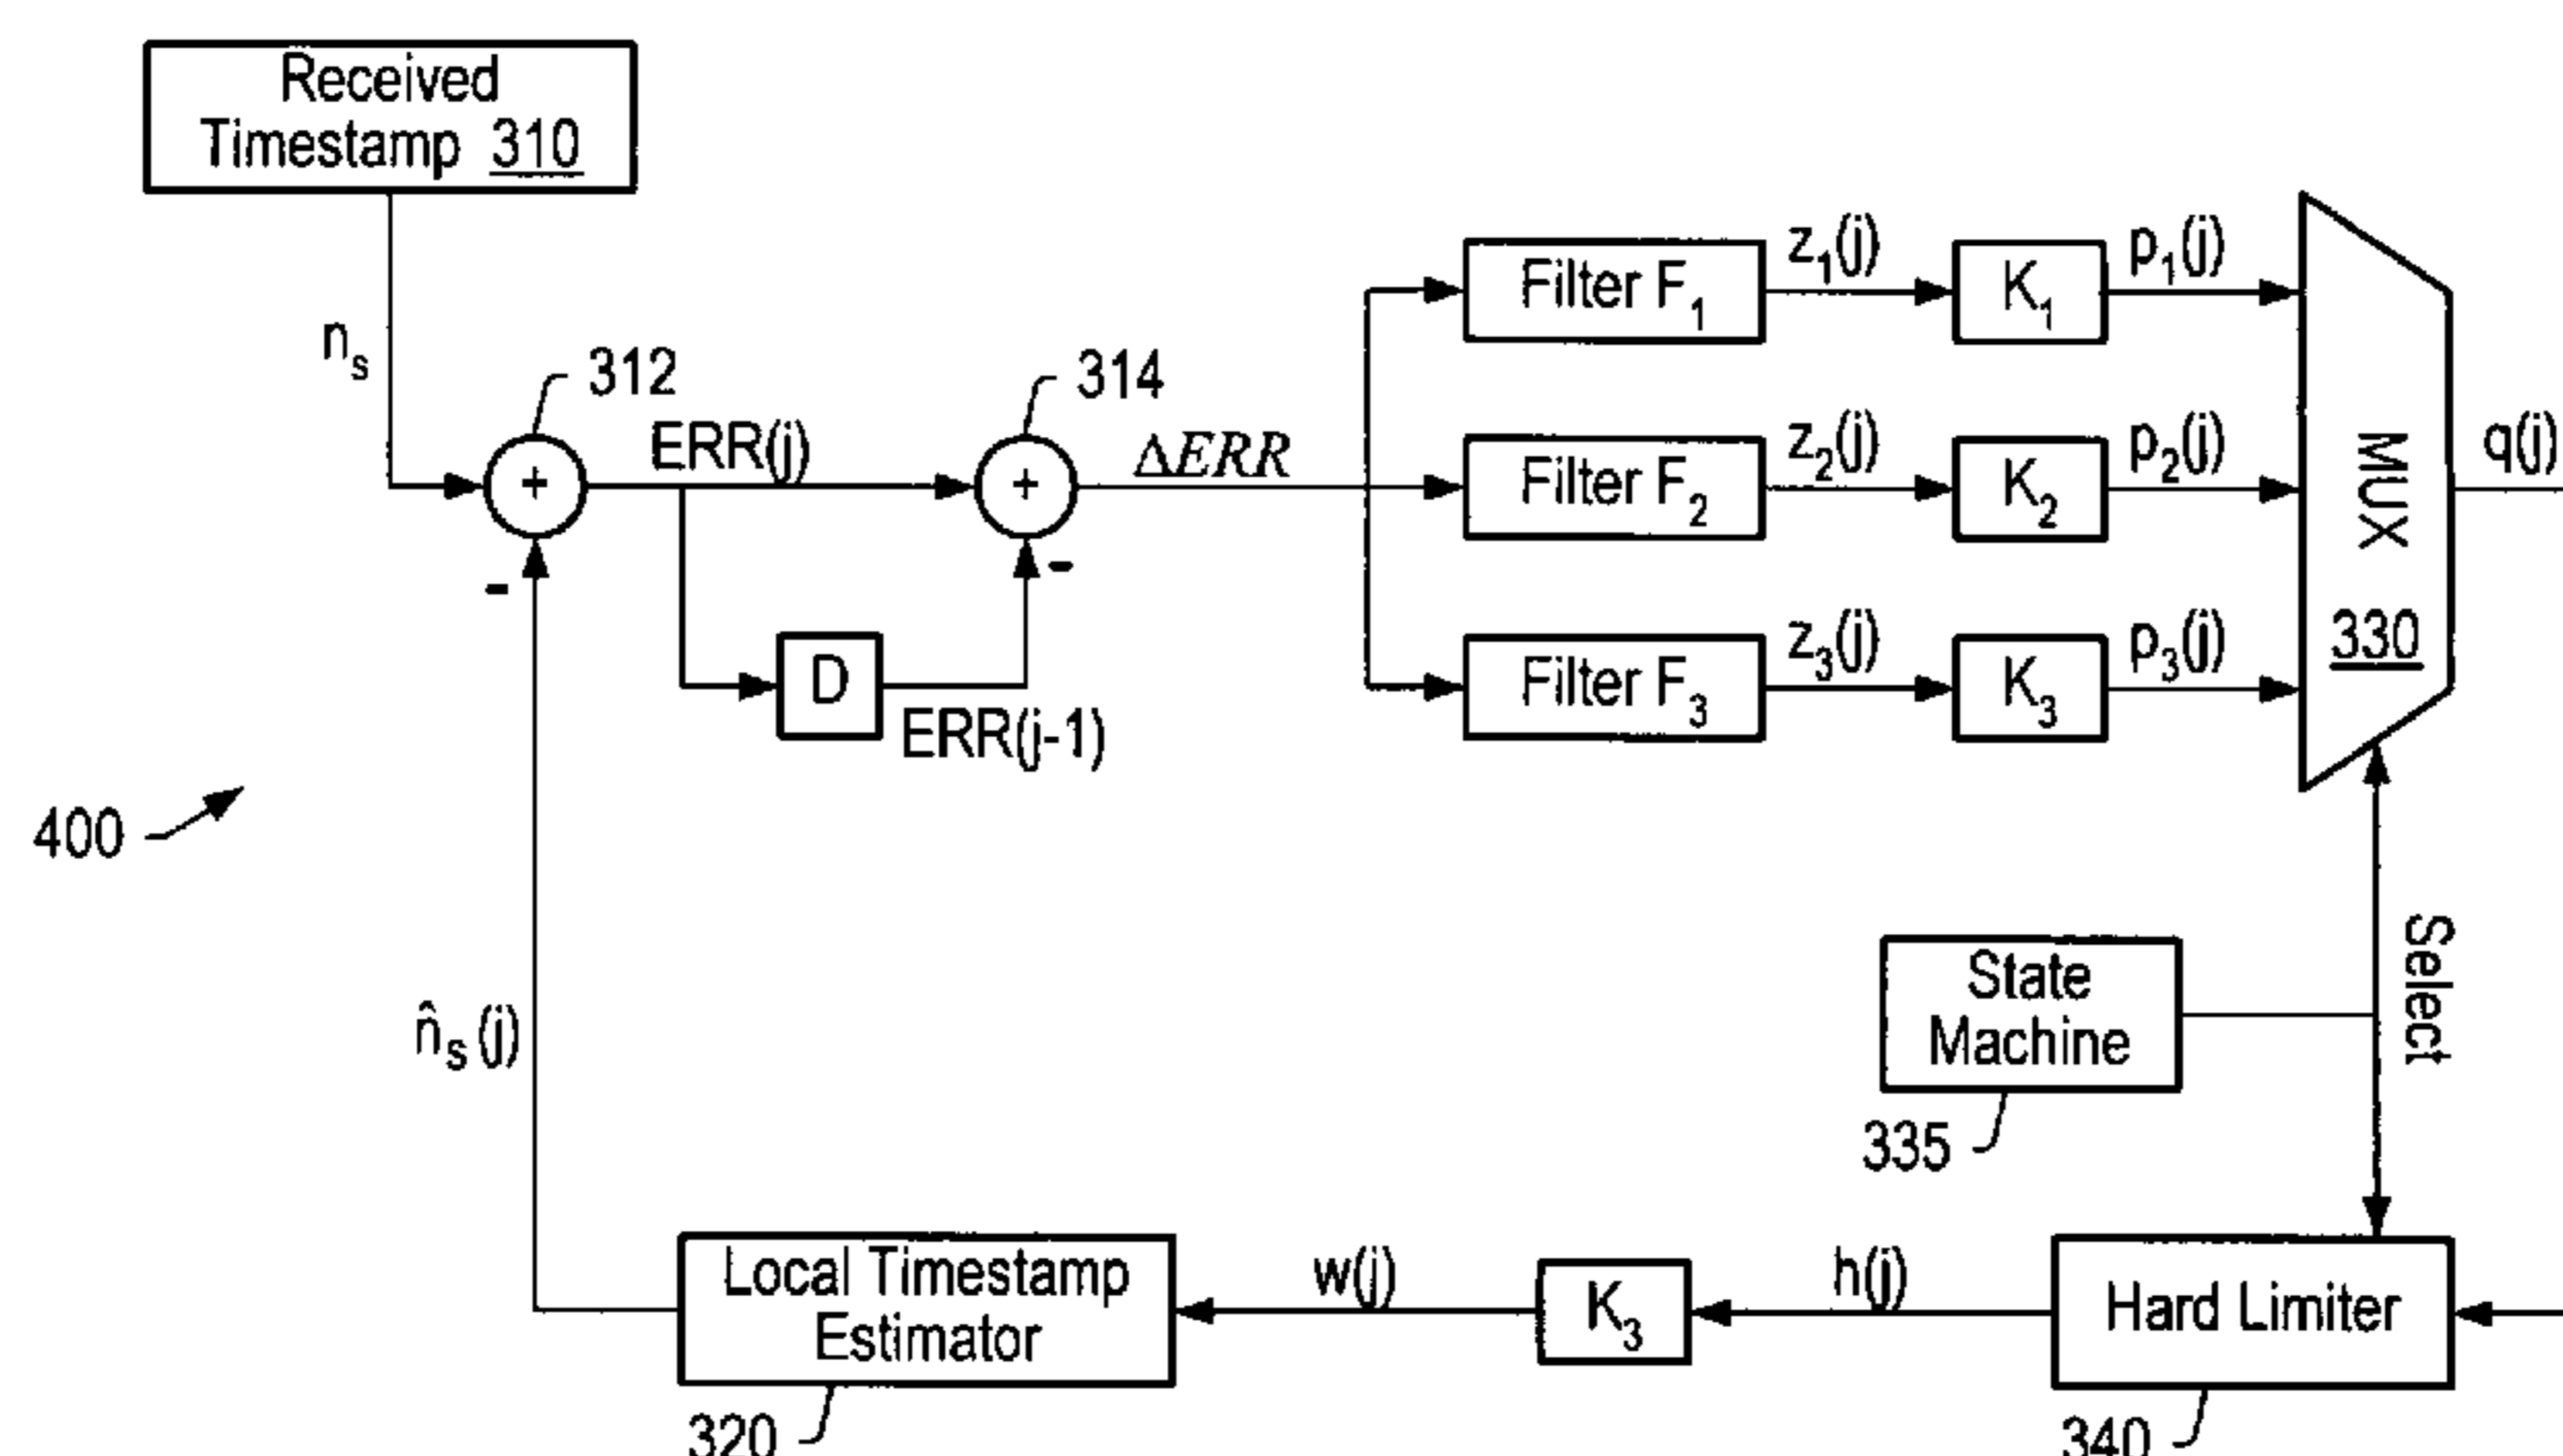 Received
Timestamp 310
n_s
312
+
-
ERR(j)
314
+
-
ΔERR
D
ERR(j-1)
Filter F_1
z_1(j)
K_1
p_1(j)
Filter F_2
z_2(j)
K_2
p_2(j)
Filter F_3
z_3(j)
K_3
p_3(j)
MUX
330
q(j)
400
State
Machine
335
Select
n̂_s(j)
Local Timestamp
Estimator
320
w(j)
K_3
h(j)
Hard Limiter
340